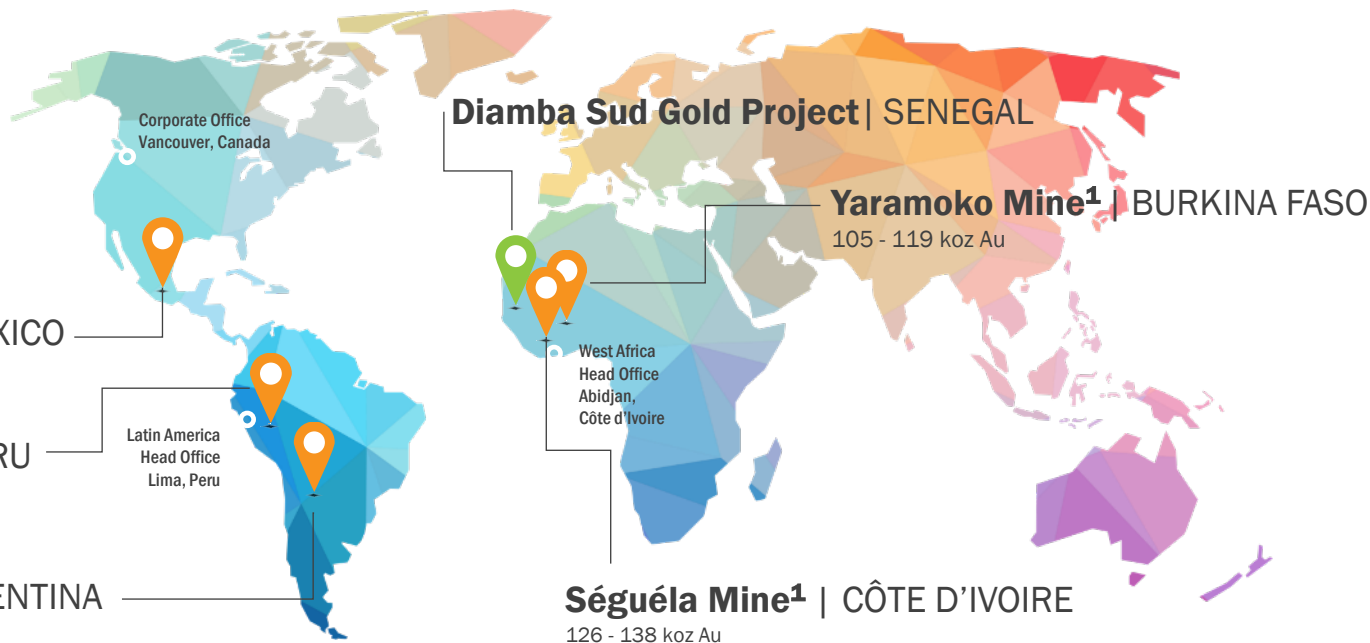 Corporate Office
Vancouver, Canada
Diamba Sud Gold Project | SENEGAL
Yaramoko Mine¹ | BURKINA FASO
105 - 119 koz Au
XICO
West Africa
Head Office
Abidjan,
Côte d'Ivoire
RU
Latin America
Head Office
Lima, Peru
ENTINA
Séguéla Mine¹ | CÔTE D'IVOIRE
126 - 138 koz Au